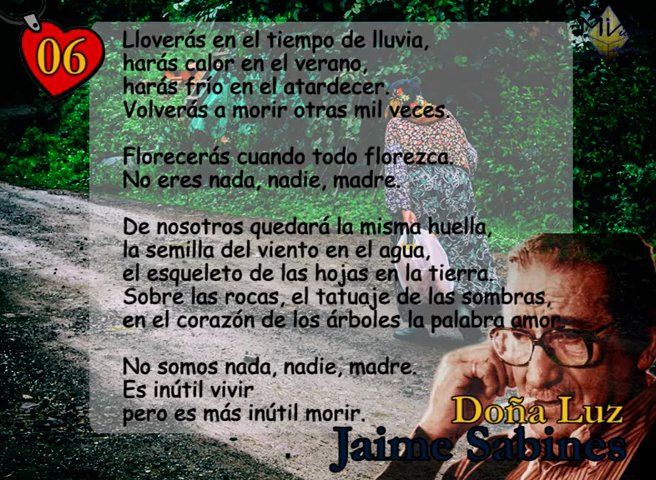 06
Lloverás en el tiempo de lluvia,
harás calor en el verano,
harás frio en el atardecer.
Volverás a morir otras mil veces.
Florecerás cuando todo florezca.
No eres nada, nadie, madre.
De nosotros quedará la misma huella,
la semilla del viento en el agua,
el esqueleto de las hojas en la tierra.
Sobre las rocas, el tatuaje de las sombras,
en el corazón de los árboles la palabra amor.
No somos nada, nadie, madre.
Es inútil vivir
pero es más inútil morir.
Doña Luz
Jaime Sabines